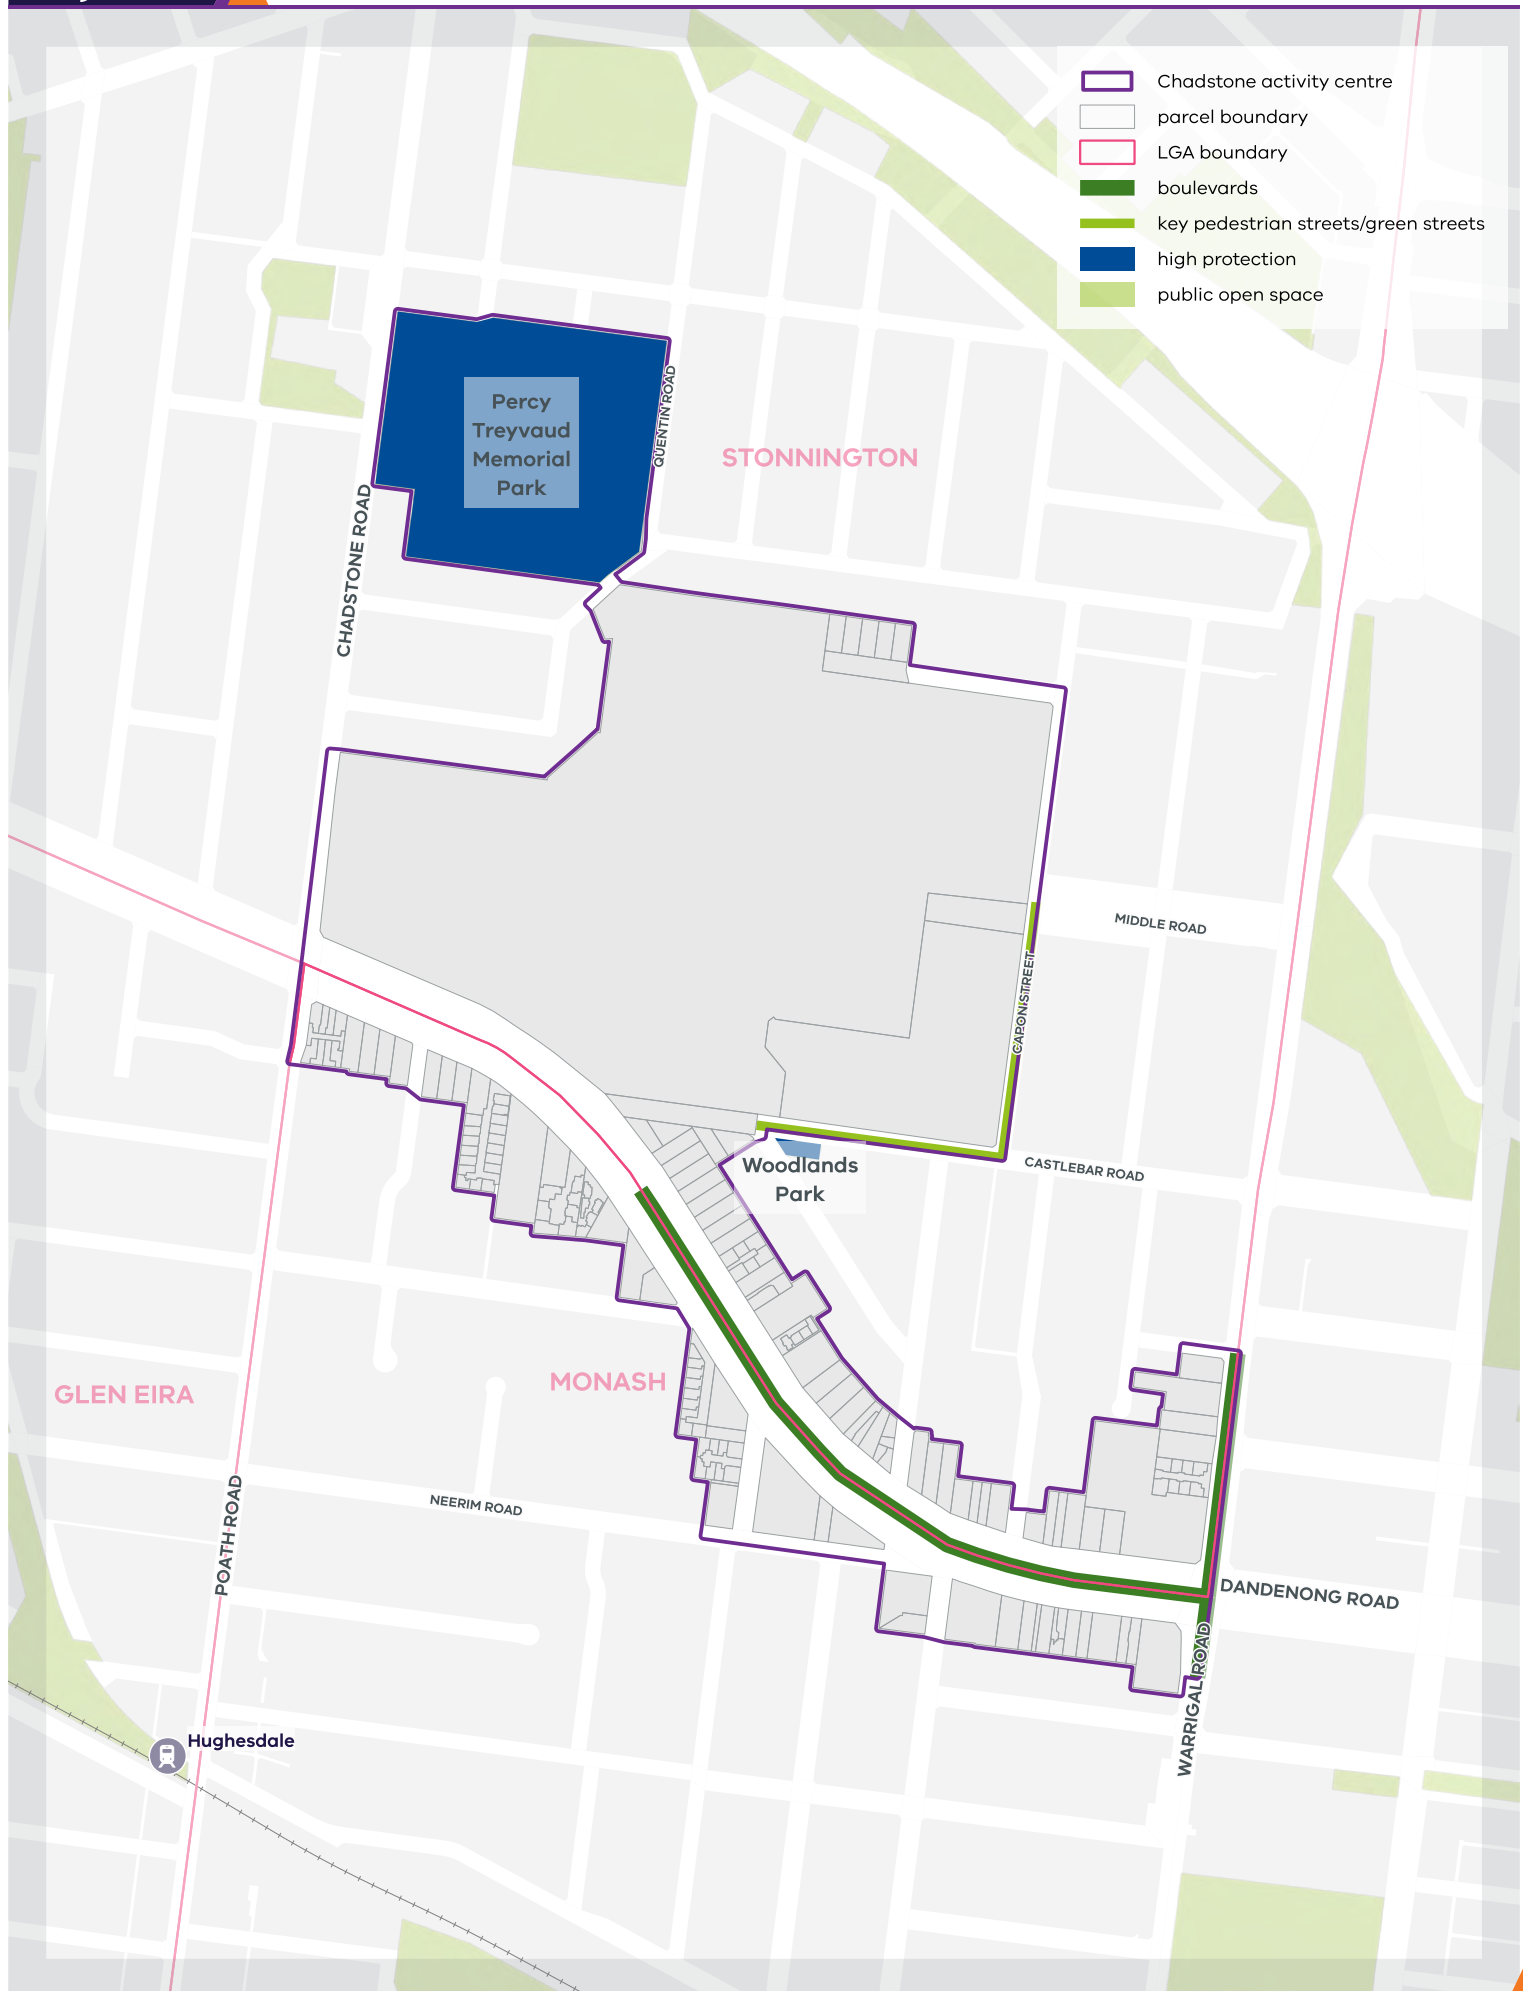 Chadstone activity centre
parcel boundary
LGA boundary
boulevards
key pedestrian streets/green streets
high protection
public open space
Percy
Treyvaud
Memorial
Park
QUENTIN ROAD
STONNINGTON
CHADSTONE ROAD
MIDDLE ROAD
CAPON STREET
Woodlands
Park
CASTLEBAR ROAD
MONASH
GLEN EIRA
NEERIM ROAD
POATH ROAD
DANDENONG ROAD
WARRIGAL ROAD
Hughesdale